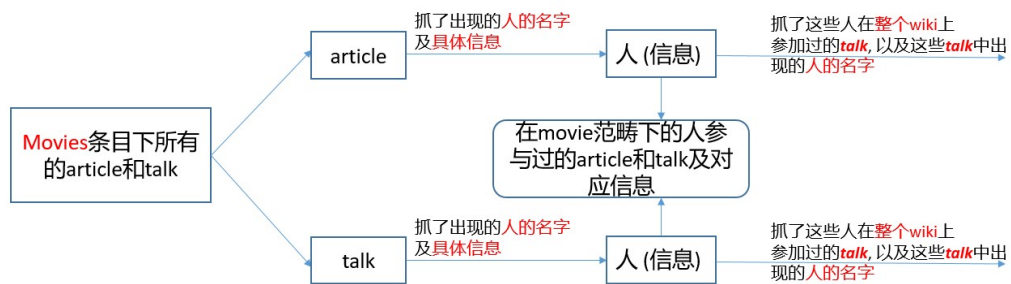 抓了出现的人的名字
及具体信息
article
人 (信息)
抓了这些人在整个wiki上
参加过的talk, 以及这些talk中出
现的人的名字
Movies条目下所有
的article和talk
在movie范畴下的人参
与过的article和talk及对
应信息
抓了出现的人的名字
及具体信息
talk
人 (信息)
抓了这些人在整个wiki上
参加过的talk, 以及这些talk中出
现的人的名字